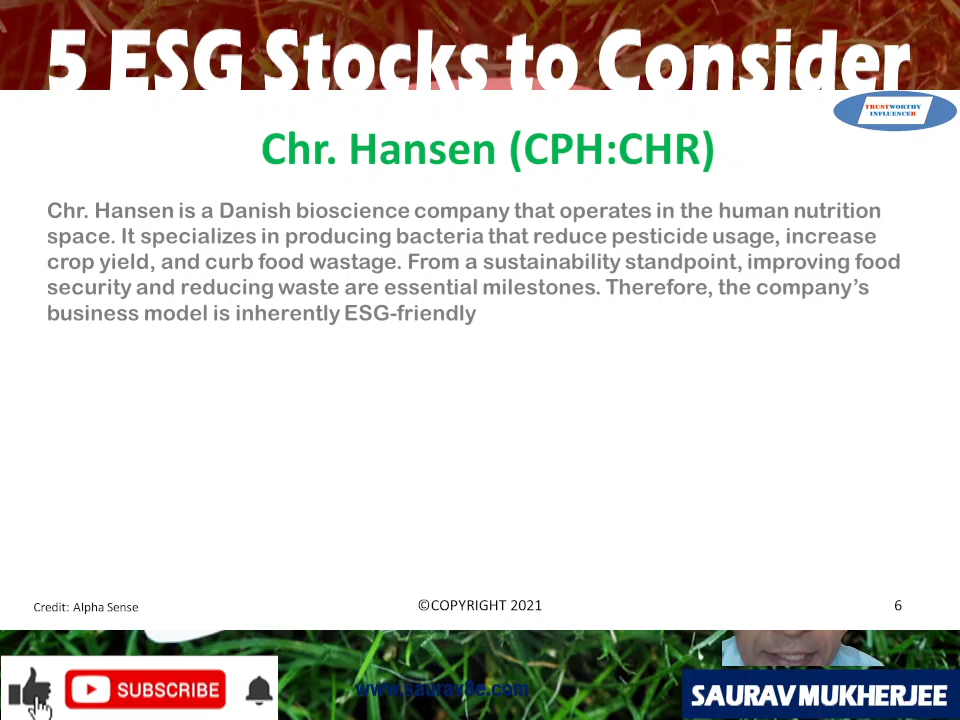 5 ESG Stocks to Consider
TRUSTWORTHY
INFLUENCER
Chr. Hansen (CPH:CHR)
Chr. Hansen is a Danish bioscience company that operates in the human nutrition
space. It specializes in producing bacteria that reduce pesticide usage, increase
crop yield, and curb food wastage. From a sustainability standpoint, improving food
security and reducing waste are essential milestones. Therefore, the company’s
business model is inherently ESG-friendly
Credit: Alpha Sense
©COPYRIGHT 2021
6
SUBSCRIBE
SAURAV MUKHERJEE